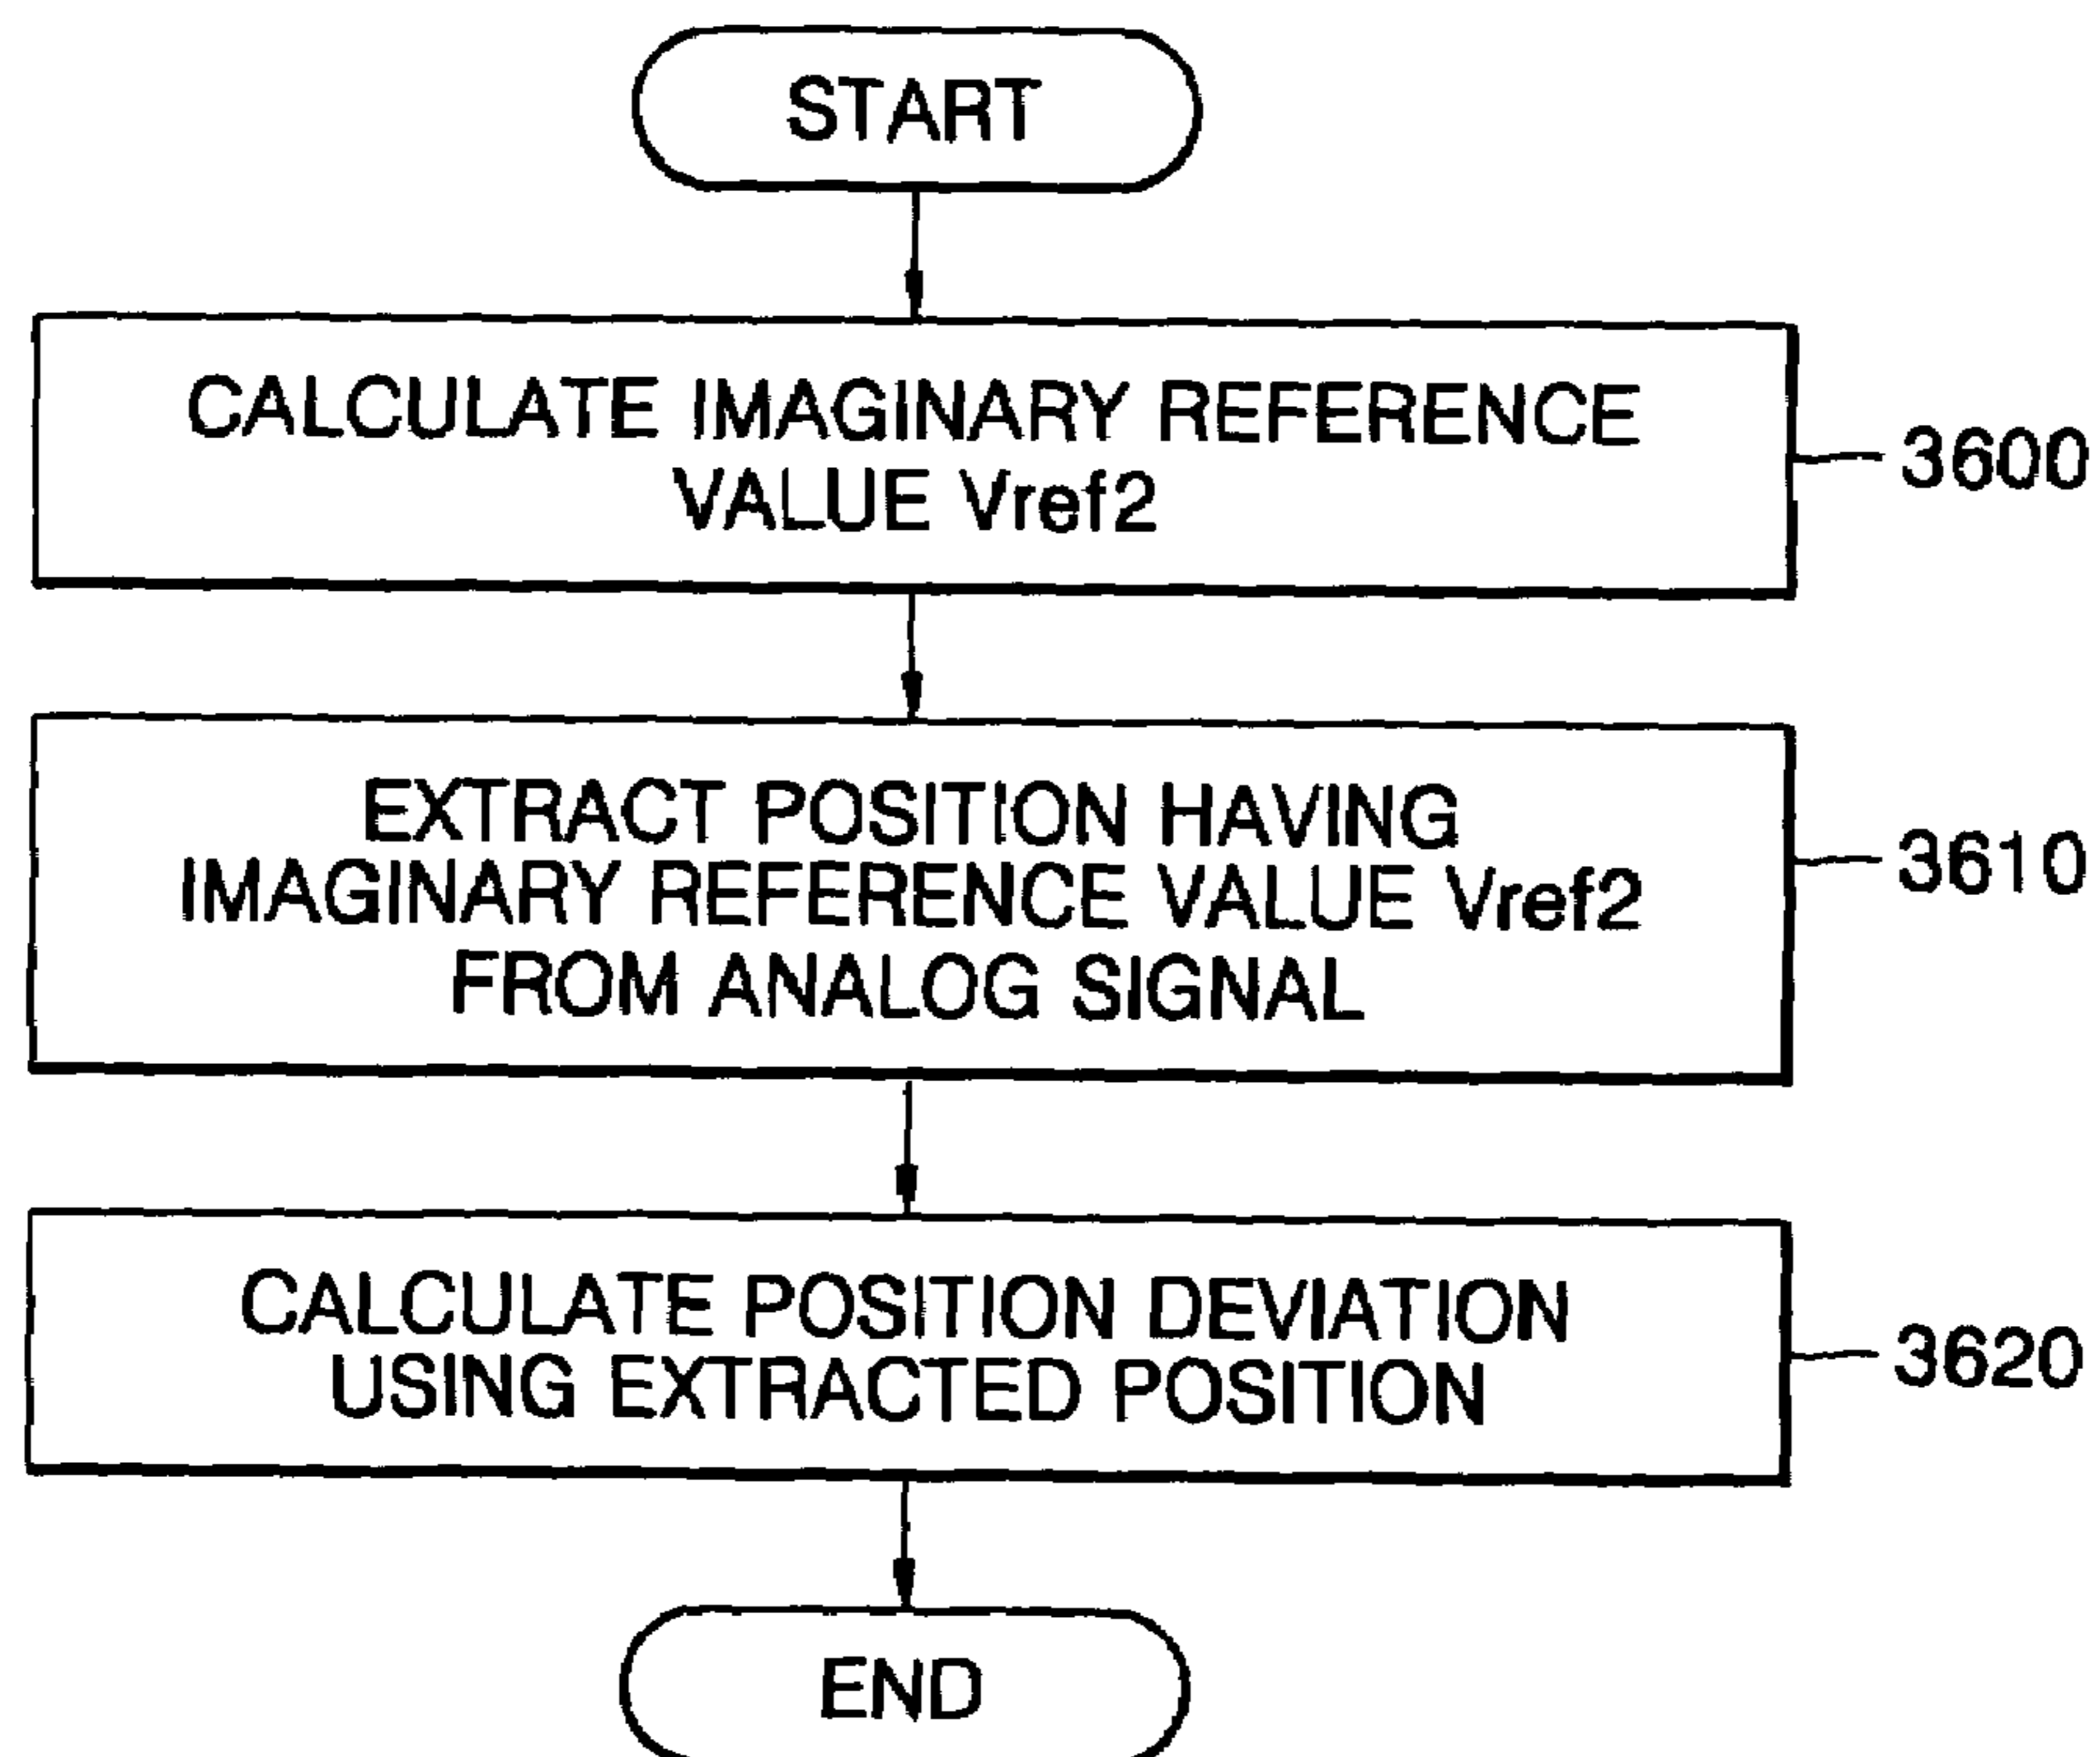 START
CALCULATE IMAGINARY REFERENCE
VALUE Vref2
3600
EXTRACT POSITION HAVING
IMAGINARY REFERENCE VALUE Vref2
FROM ANALOG SIGNAL
3610
CALCULATE POSITION DEVIATION
USING EXTRACTED POSITION
3620
END